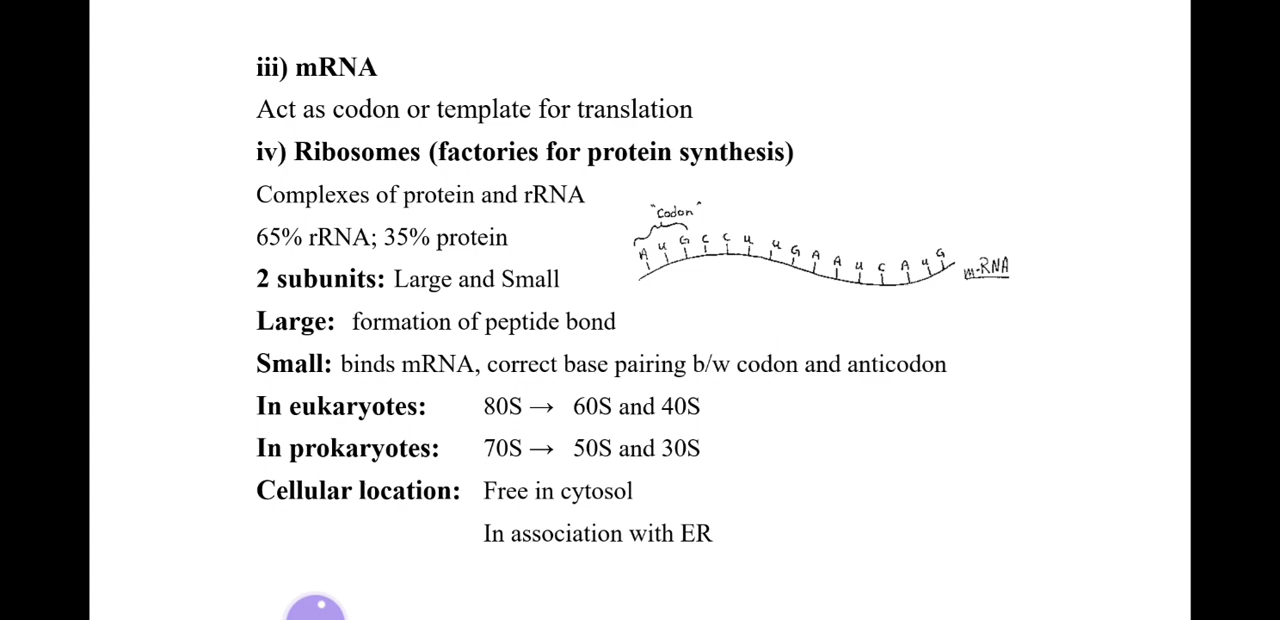 iii) mRNA
Act as codon or template for translation
iv) Ribosomes (factories for protein synthesis)
Complexes of protein and rRNA
"Codon"
65% rRNA; 35% protein
A U G C C U U G A A U C A U G
m-RNA
2 subunits: Large and Small
Large: formation of peptide bond
Small: binds mRNA, correct base pairing b/w codon and anticodon
In eukaryotes: 80S → 60S and 40S
In prokaryotes: 70S → 50S and 30S
Cellular location: Free in cytosol
In association with ER